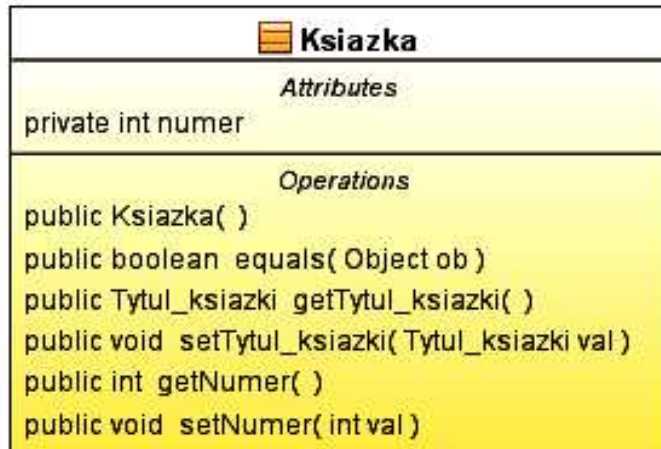 Ksiazka
Attributes
private int numer
Operations
public Ksiazka( )
public boolean equals( Object ob )
public Tytul_ksiazki getTytul_ksiazki( )
public void setTytul_ksiazki( Tytul_ksiazki val )
public int getNumer( )
public void setNumer( int val )